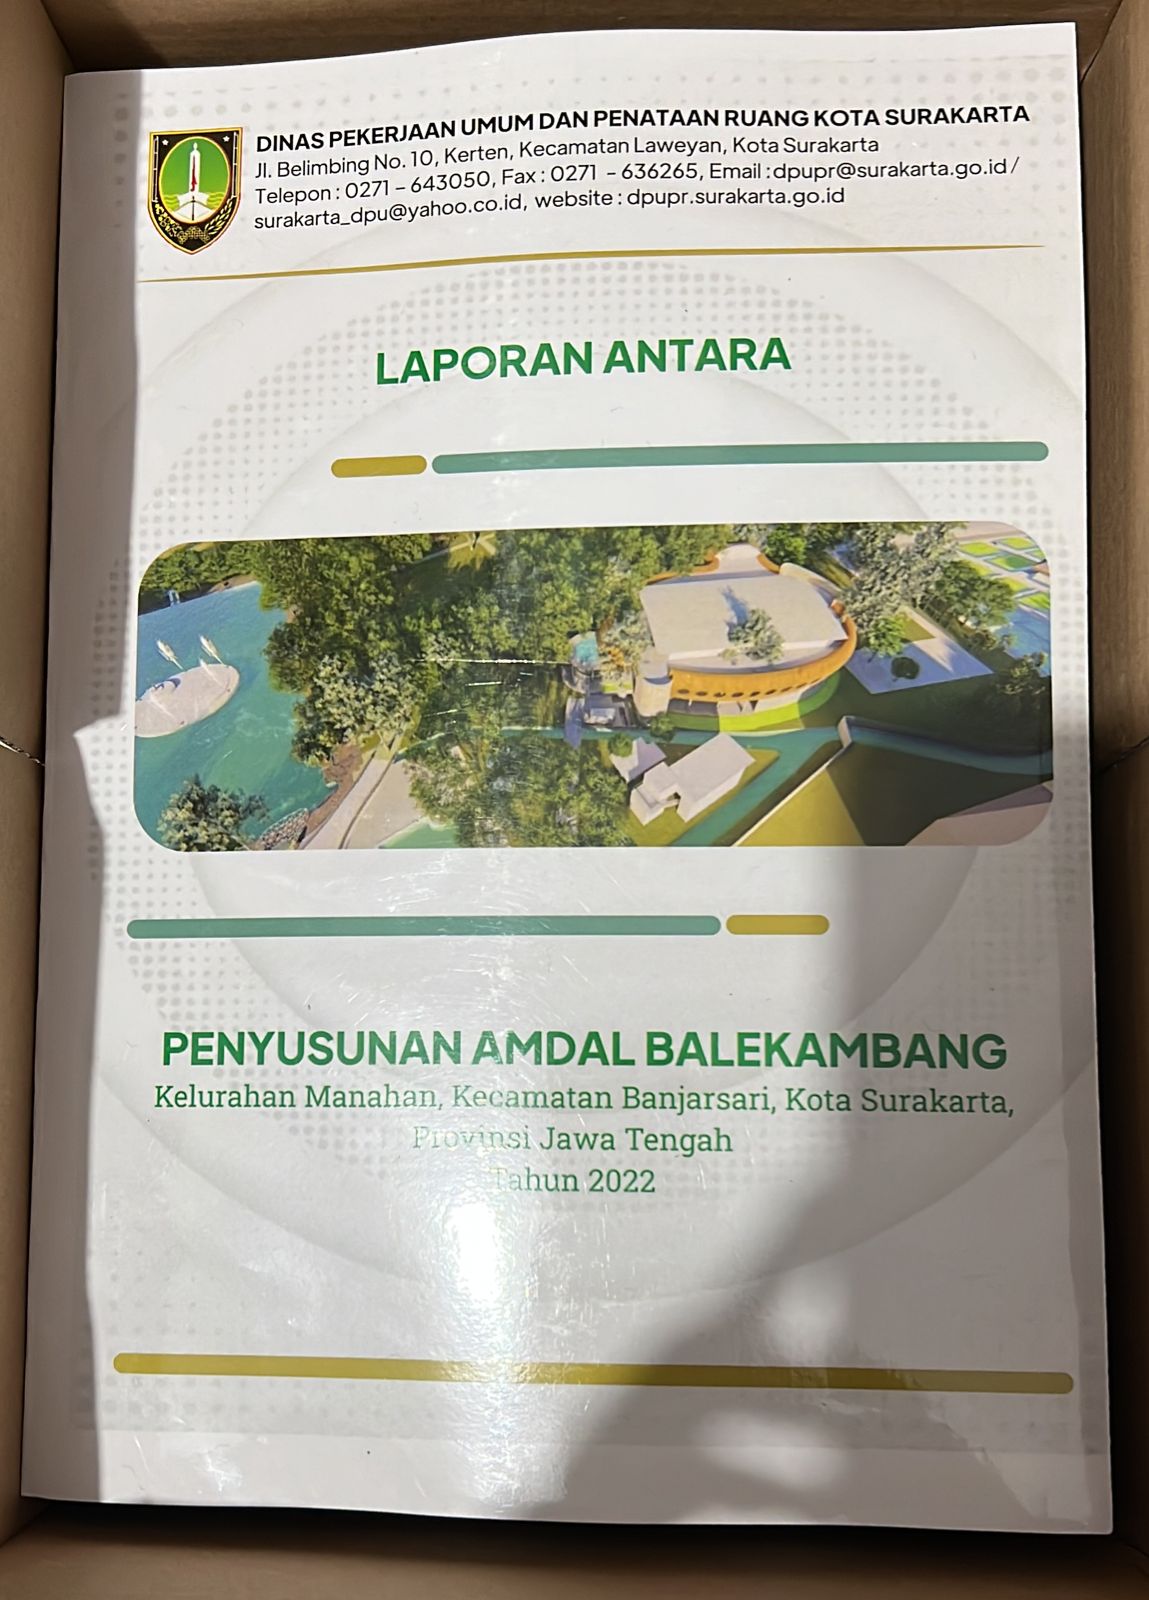 DINAS PEKERJAAN UMUM DAN PENATAAN RUANG KOTA SURAKARTA
Jl. Belimbing No. 10, Kerten, Kecamatan Laweyan, Kota Surakarta
Telepon : 0271 – 643050, Fax : 0271 - 636265, Email : dpupr@surakarta.go.id /
surakarta_dpu@yahoo.co.id, website : dpupr.surakarta.go.id
LAPORAN ANTARA
PENYUSUNAN AMDAL BALEKAMBANG
Kelurahan Manahan, Kecamatan Banjarsari, Kota Surakarta,
Provinsi Jawa Tengah
Tahun 2022